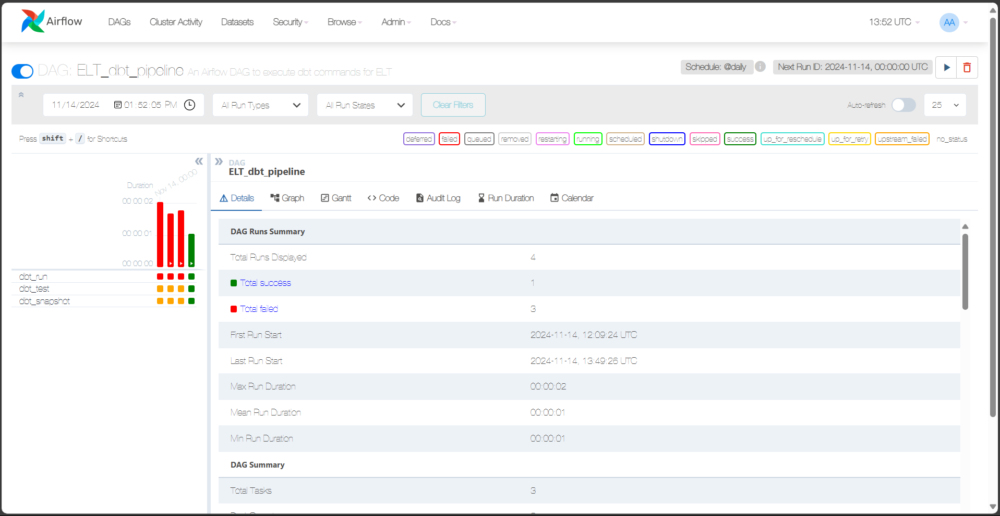 Airflow DAGs Cluster Activity Datasets Security Browse Admin Docs 13:52 UTC AA
DAG: ELT_dbt_pipeline An Airflow DAG to execute dbt commands for ELT Schedule: @daily i Next Run ID: 2024-11-14, 00:00:00 UTC
11/14/2024 01:52:05 PM All Run Types All Run States Clear Filters Auto-refresh 25
Press shift + / for Shortcuts deferred failed queued removed restarting running scheduled shutdown skipped success up_for_reschedule up_for_retry upstream_failed no_status
Duration
Nov 14, 00:00
00:00:02
00:00:01
00:00:00
dbt_run
dbt_test
dbt_snapshot
DAG
ELT_dbt_pipeline
Details Graph Gantt Code Audit Log Run Duration Calendar
DAG Runs Summary
Total Runs Displayed 4
Total success 1
Total failed 3
First Run Start 2024-11-14, 12:09:24 UTC
Last Run Start 2024-11-14, 13:49:26 UTC
Max Run Duration 00:00:02
Mean Run Duration 00:00:01
Min Run Duration 00:00:01
DAG Summary
Total Tasks 3